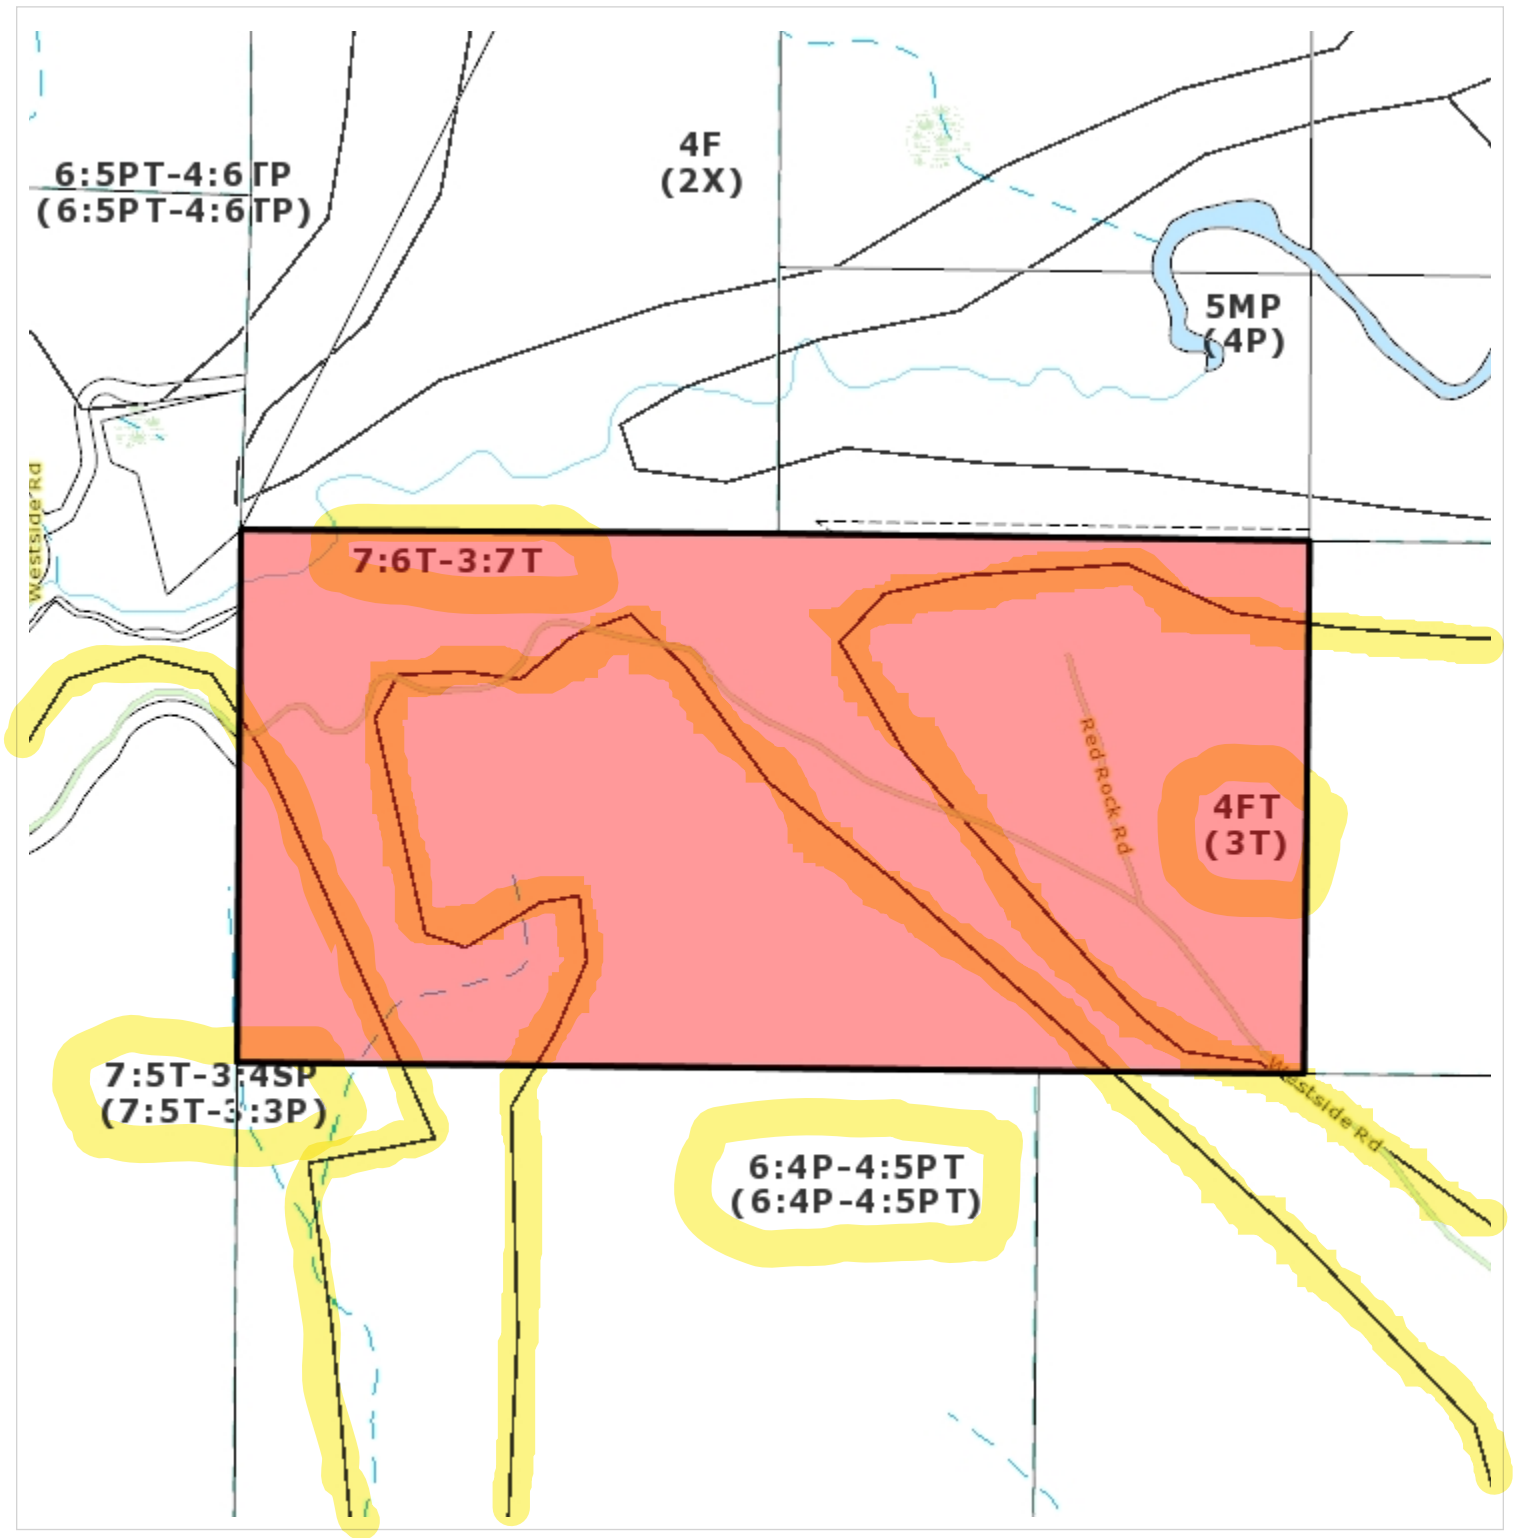 4F
(2X)
6:5PT-4:6TP
(6:5PT-4:6TP)
5MP
(4P)
Westside Rd
7:6T-3:7T
Red Rock Rd
4FT
(3T)
7:5T-3:4SP
(7:5T-3:3P)
Westside Rd
6:4P-4:5PT
(6:4P-4:5PT)